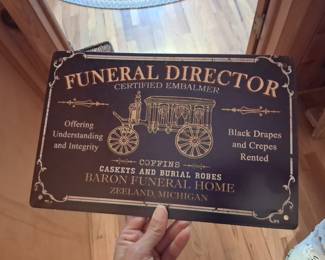 FUNERAL DIRECTOR
CERTIFIED EMBALMER
Offering
Understanding
and Integrity
Black Drapes
and Crepes
Rented
COFFINS
CASKETS AND BURIAL ROBES
BARON FUNERAL HOME
ZEELAND, MICHIGAN